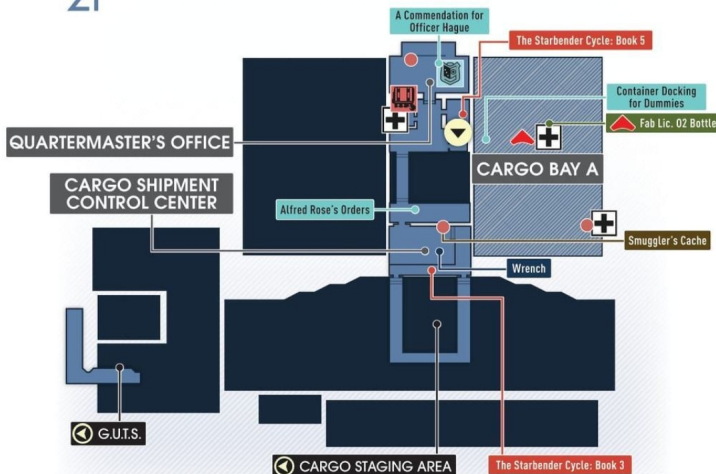 2F
A Commendation for
Officer Hague
The Starbender Cycle: Book 5
Container Docking
for Dummies
Fab Lic. O2 Bottle
QUARTERMASTER'S OFFICE
CARGO BAY A
CARGO SHIPMENT
CONTROL CENTER
Alfred Rose's Orders
Smuggler's Cache
Wrench
G.U.T.S.
CARGO STAGING AREA
The Starbender Cycle: Book 3